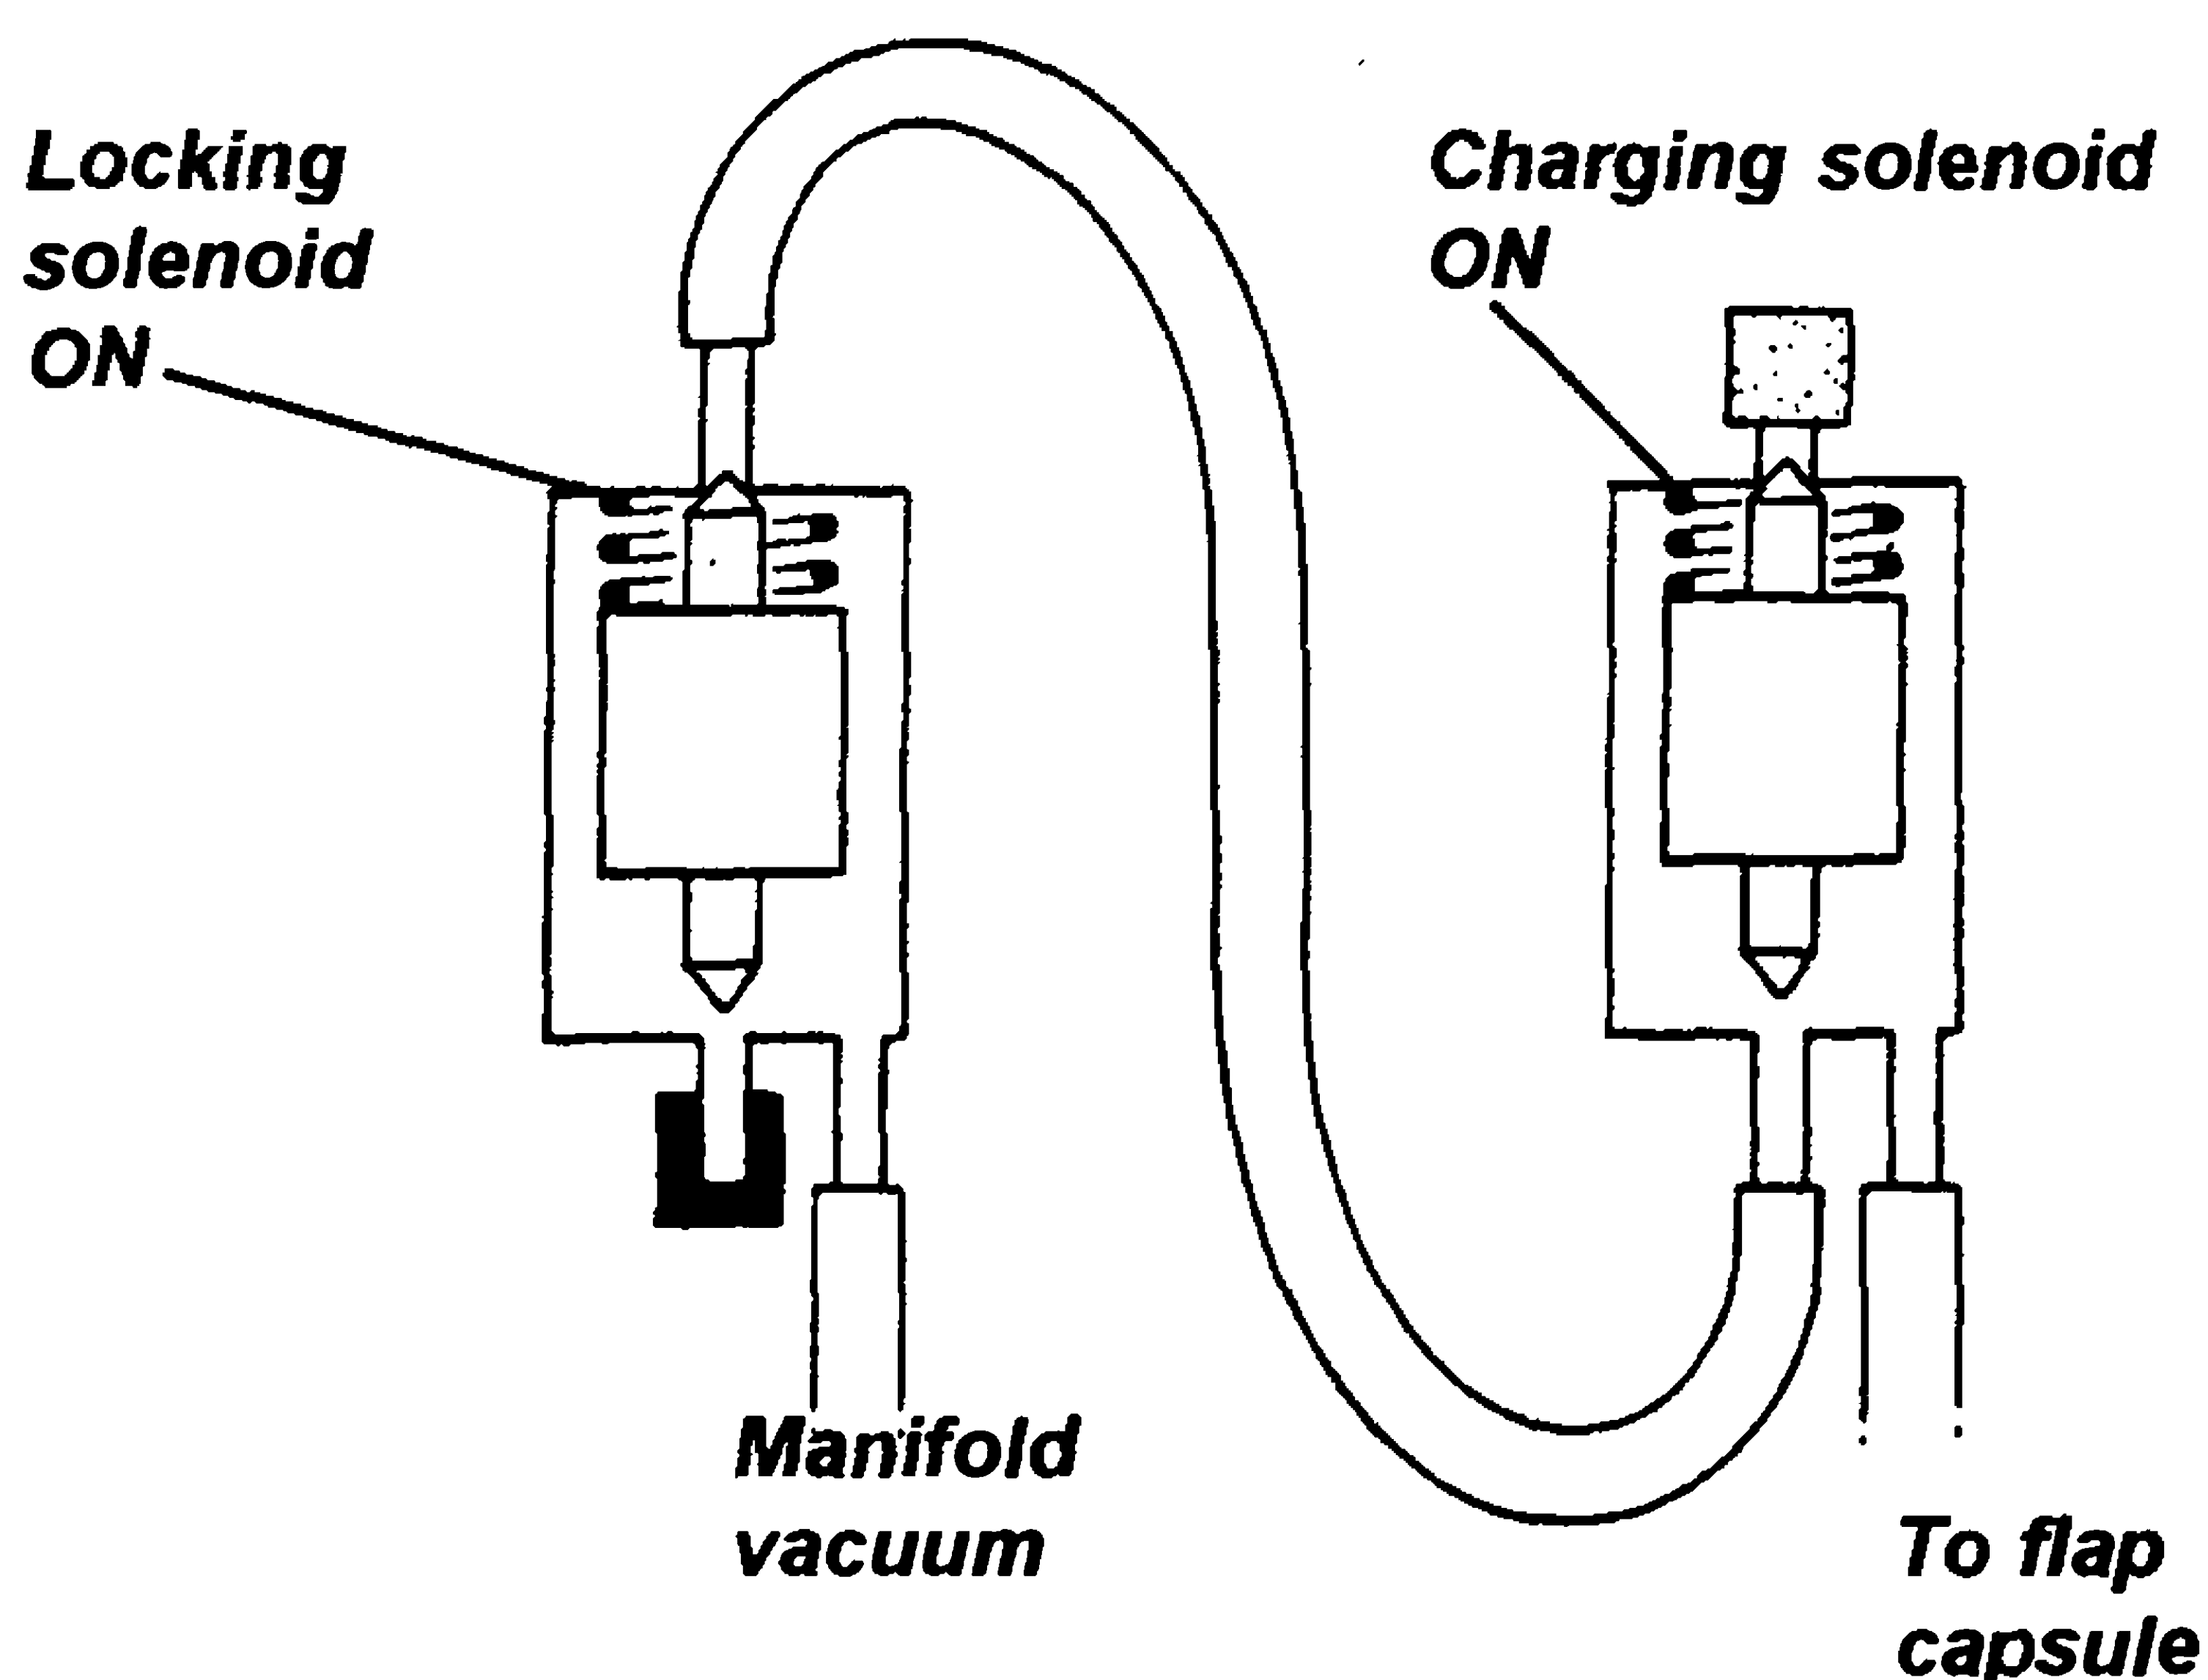 Locking
solenoid
ON
Charging solenoid
ON
Manifold
vacuum
To flap
capsule